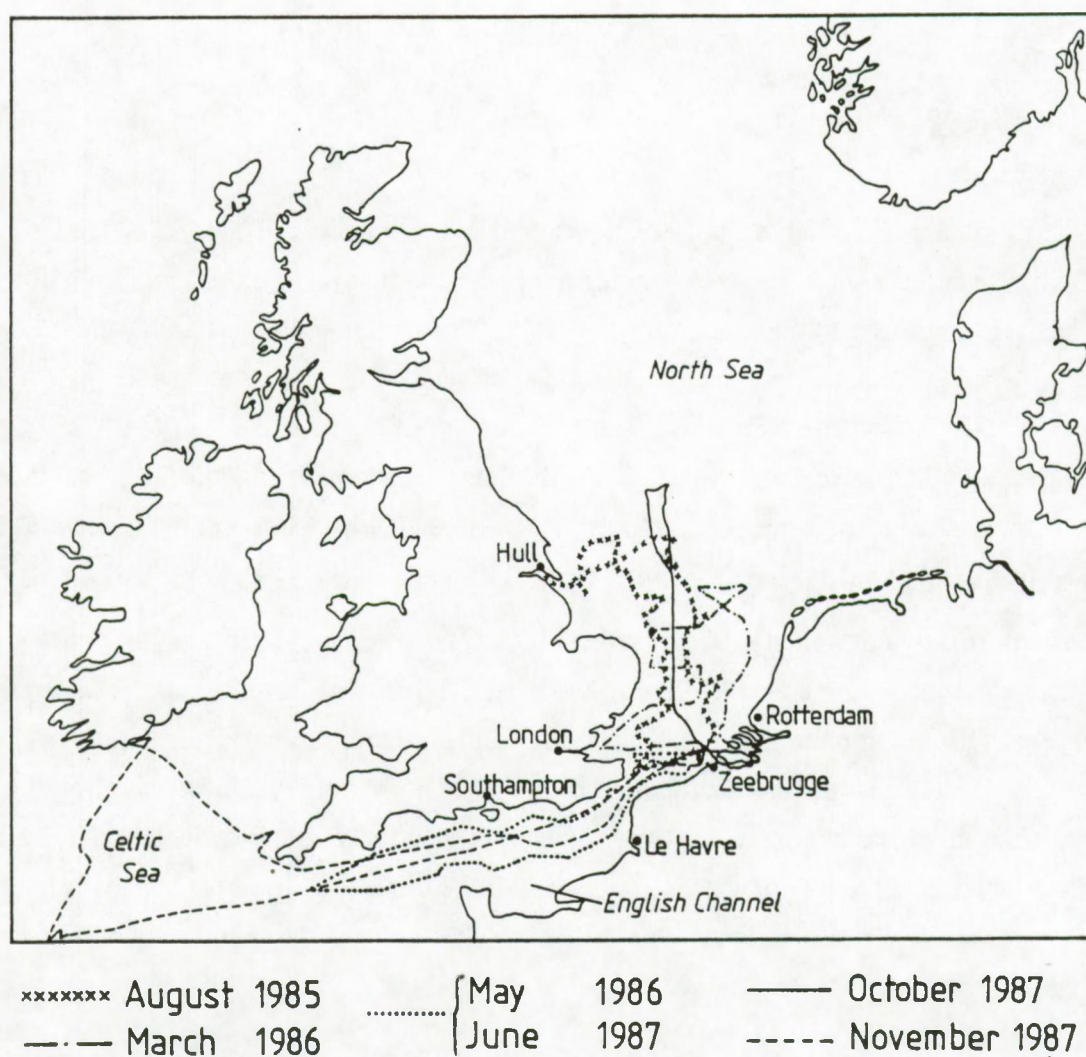 North Sea
Hull
Rotterdam
London
Zeebrugge
Southampton
Celtic
Sea
Le Havre
English Channel
August 1985
May 1986
October 1987
March 1986
June 1987
November 1987